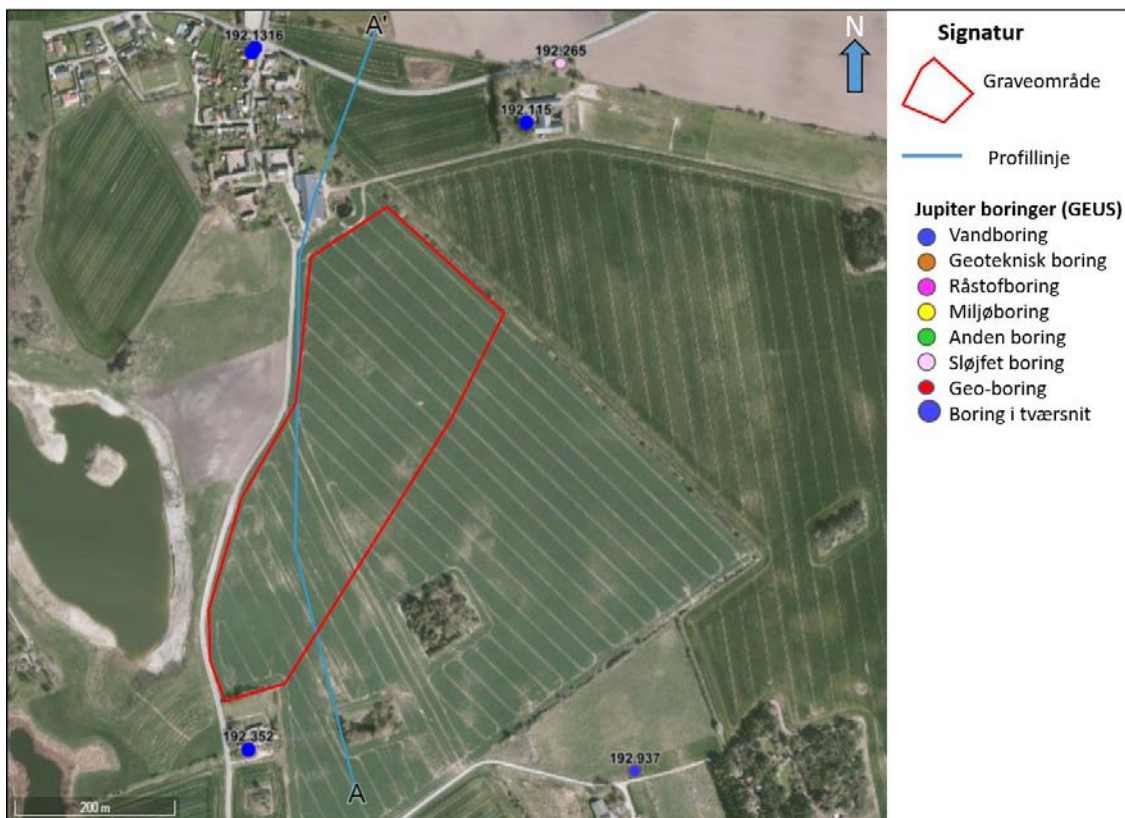 A'
N
192.1316
192.265
192.115
192.352
192.937
A
200 m
Signatur
Graveområde
Profillinje
Jupiter boringer (GEUS)
Vandboring
Geoteknisk boring
Råstofboring
Miljøboring
Anden boring
Sløjfet boring
Geo-boring
Boring i tværsnit